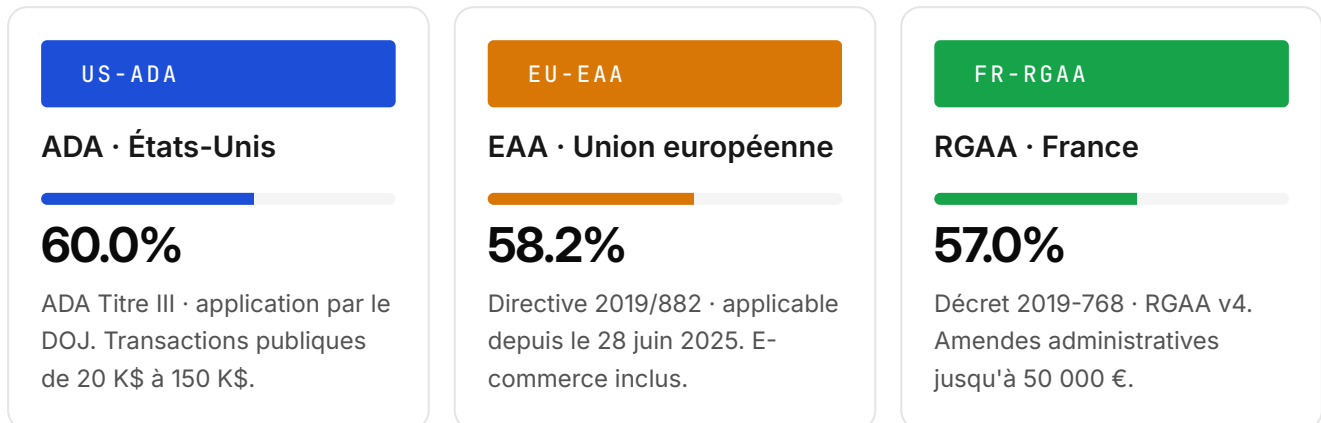 US-ADA
ADA · États-Unis
60.0%
ADA Titre III · application par le
DOJ. Transactions publiques
de 20 K$ à 150 K$.
EU-EAA
EAA · Union européenne
58.2%
Directive 2019/882 · applicable
depuis le 28 juin 2025. E-
commerce inclus.
FR-RGAA
RGAA · France
57.0%
Décret 2019-768 · RGAA v4.
Amendes administratives
jusqu'à 50 000 €.